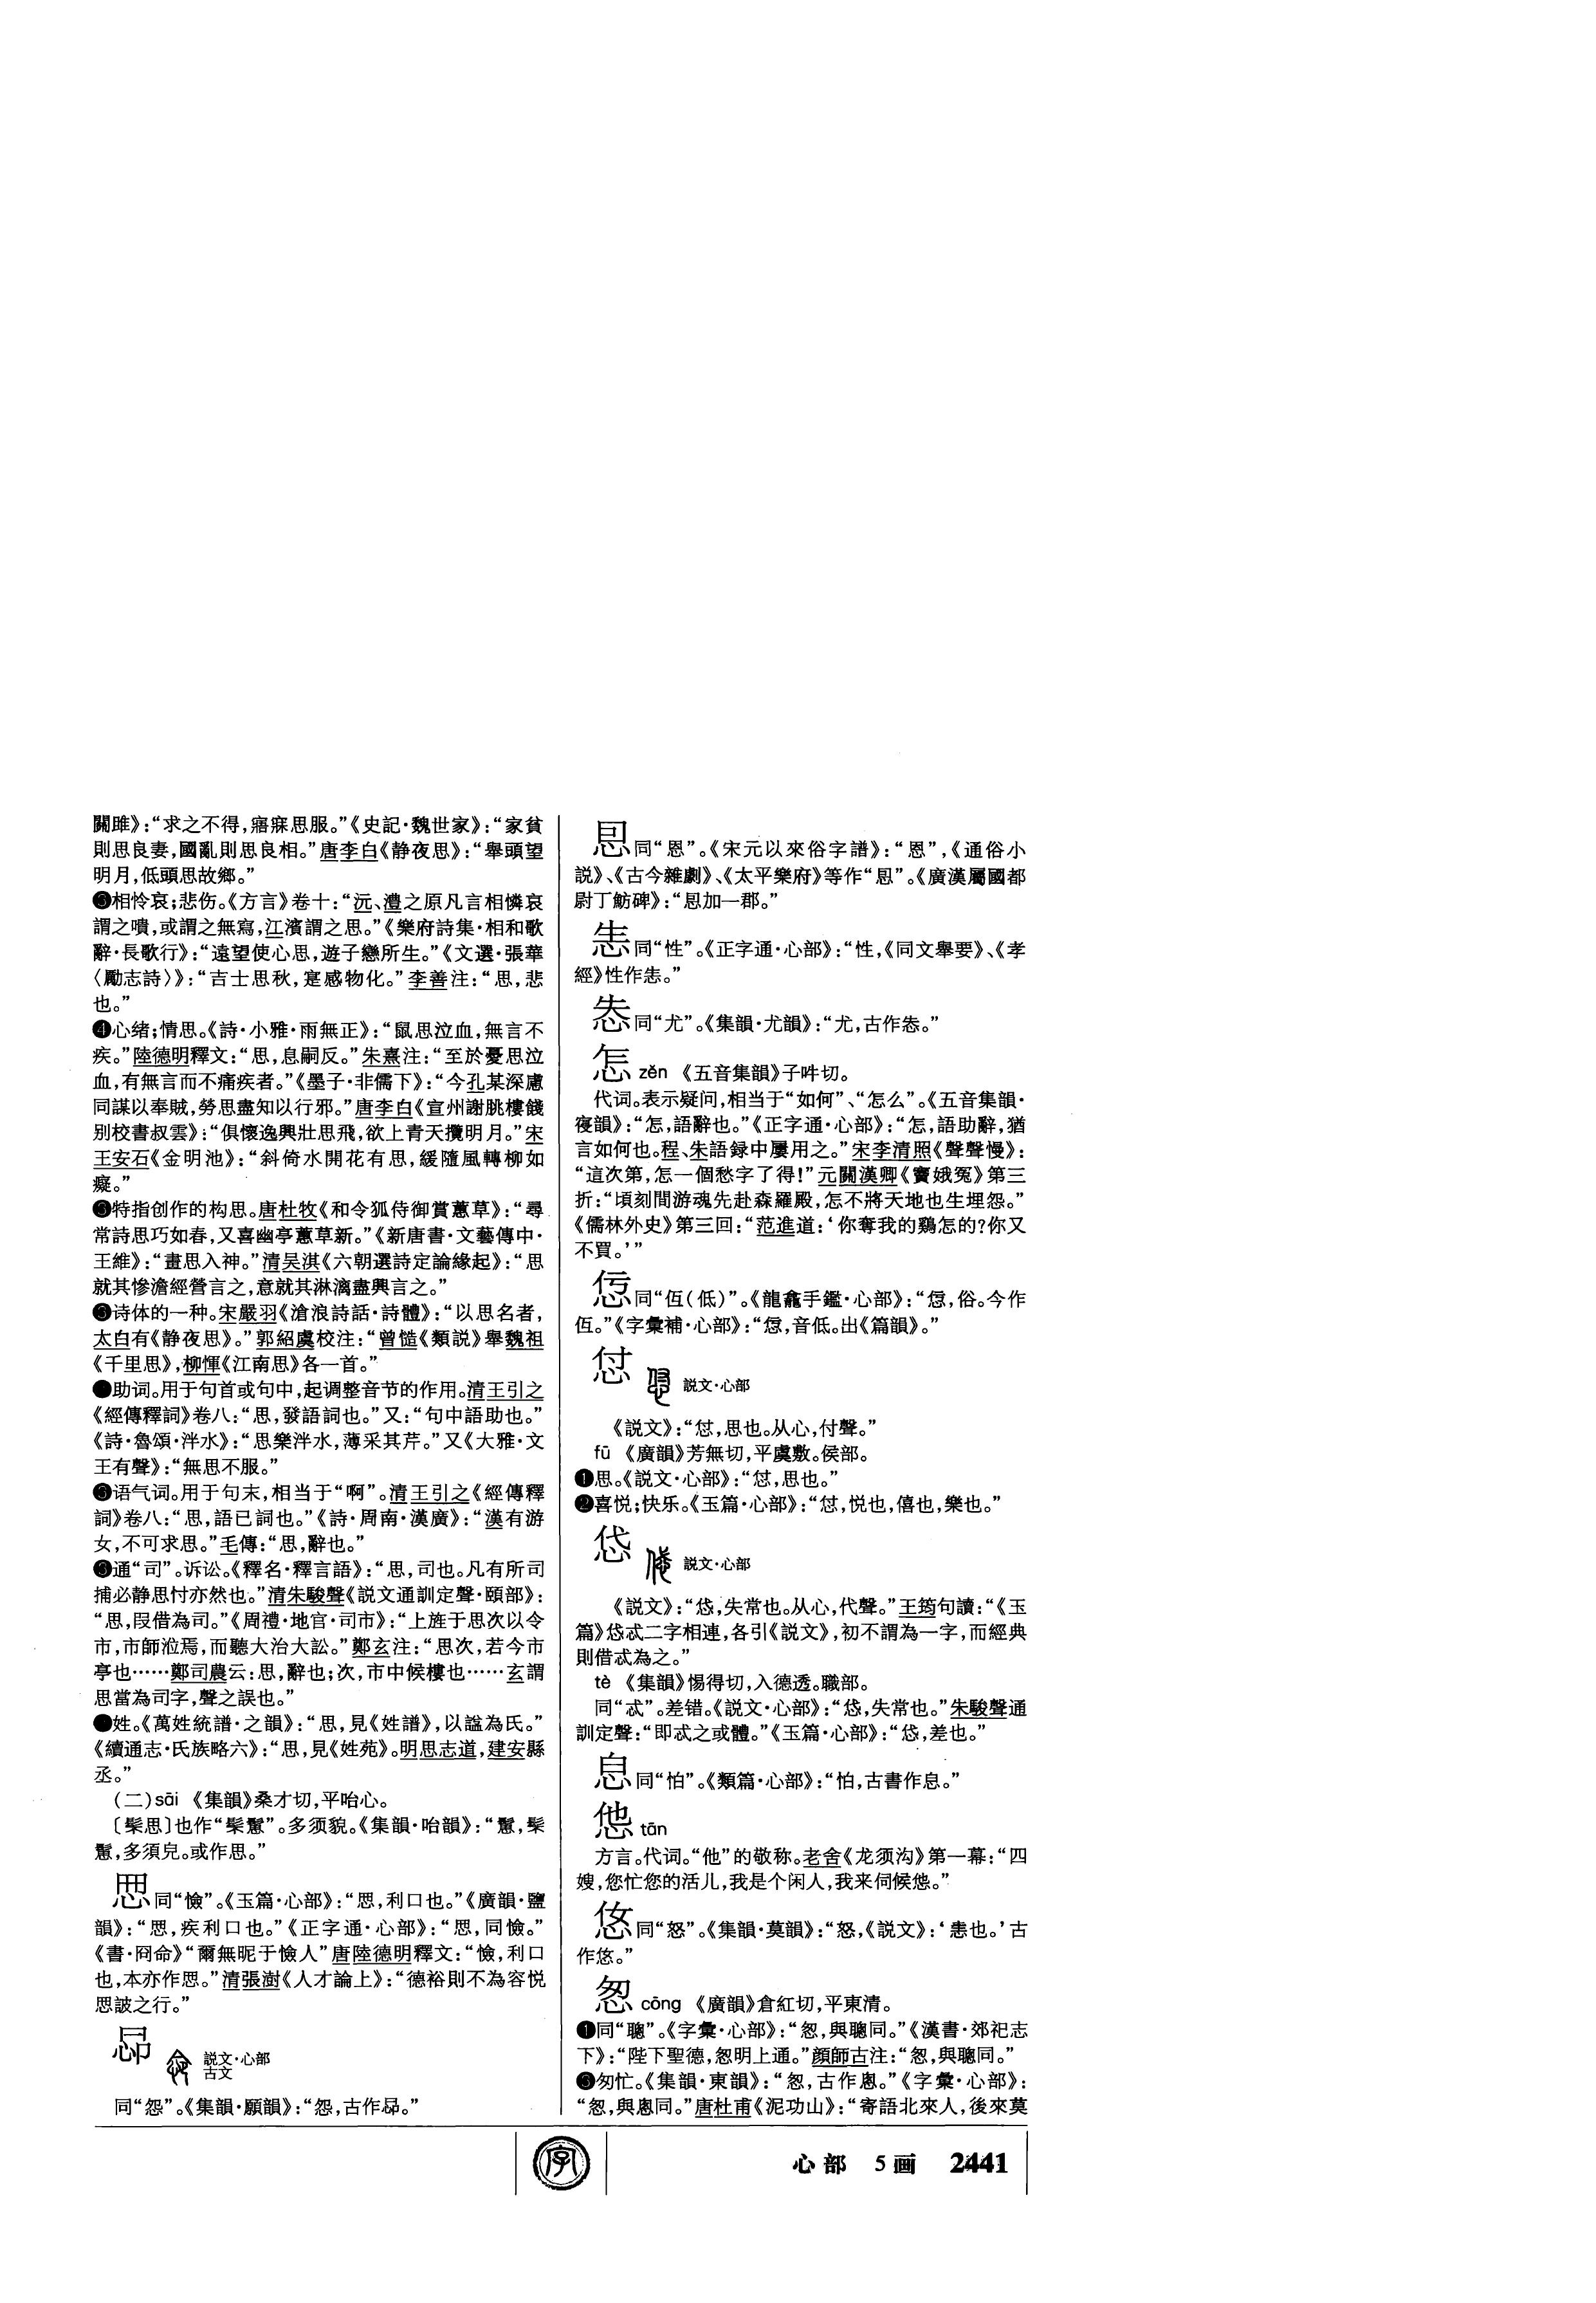 關雎》：“求之不得，寤寐思服。”《史記·魏世家》：“家貧
則思良妻，國亂則思良相。”唐李白《静夜思》：“舉頭望
明月，低頭思故鄉。”
❸相怜哀；悲伤。《方言》卷十：“沅、澧之原凡言相憐哀
謂之嘳，或謂之無寫，江濱謂之思。”《樂府詩集·相和歌
辭·長歌行》：“遠望使心思，遊子戀所生。”《文選·張華
〈勵志詩〉》：“吉士思秋，寔感物化。”李善注：“思，悲
也。”
❹心绪；情思。《詩·小雅·雨無正》：“鼠思泣血，無言不
疾。”陸德明釋文：“思，息嗣反。”朱熹注：“至於憂思泣
血，有無言而不痛疾者。”《墨子·非儒下》：“今孔某深慮
同謀以奉賊，勞思盡知以行邪。”唐李白《宣州謝朓樓餞
别校書叔雲》：“俱懷逸興壯思飛，欲上青天攬明月。”宋
王安石《金明池》：“斜倚水開花有思，緩隨風轉柳如
癡。”
特指创作的构思。唐杜牧《和令狐侍御賞蕙草》：“尋
常詩思巧如春，又喜幽亭蕙草新。”《新唐書·文藝傳中·
王維》：“畫思入神。”清吴淇《六朝選詩定論緣起》：“思
就其慘澹經營言之，意就其淋漓盡興言之。”
诗体的一种。宋嚴羽《滄浪詩話·詩體》：“以思名者，
太白有《静夜思》。”郭紹虞校注：“曾慥《類説》舉魏祖
《千里思》，柳惲《江南思》各一首。”
助词。用于句首或句中，起调整音节的作用。清王引之
《經傳釋詞》卷八：“思，發語詞也。”又：“句中語助也。”
《詩·魯頌·泮水》：“思樂泮水，薄采其芹。”又《大雅·文
王有聲》：“無思不服。”
语气词。用于句末，相当于“啊”。清王引之《經傳釋
詞》卷八：“思，語已詞也。”《詩·周南·漢廣》：“漢有游
女，不可求思。”毛傳：“思，辭也。”
通“司”。诉讼。《釋名·釋言語》：“思，司也。凡有所司
捕必静思忖亦然也。”清朱駿聲《説文通訓定聲·頤部》：
“思，叚借為司。”《周禮·地官·司市》：“上旌于思次以令
市，市師涖焉，而聽大治大訟。”鄭玄注：“思次，若今市
亭也……鄭司農云：思，辭也；次，市中候樓也……玄謂
思當為司字，聲之誤也。”
姓。《萬姓統譜·之韻》：“思，見《姓譜》，以謚為氏。”
《續通志·氏族略六》：“思，見《姓苑》。明思志道，建安縣
丞。”
（二）sāi 《集韻》桑才切，平咍心。
〔髤思〕也作“髤鬛”。多须貌。《集韻·咍韻》：“，
，多須皃。或作思。”
同“憸”。《玉篇·心部》：“，利口也。”《廣韻·鹽
韻》：“，疾利口也。”《正字通·心部》：“，同憸。”
《書·冏命》“爾無昵于憸人”唐陸德明釋文：“憸，利口
也，本亦作。”清張澍《人才論上》：“德裕則不為容悦
詖之行。”
説文·心部
古文
同“怨”。《集韻·願韻》：“怨，古作。”
同“恩”。《宋元以來俗字譜》：“恩”，《通俗小
説》、《古今雜劇》、《太平樂府》等作“”。《廣漢屬國都
尉丁魴碑》：“加一郡。”
同“性”。《正字通·心部》：“性，《同文舉要》、《孝
經》性作。”
同“尤”。《集韻·尤韻》：“尤，古作。”
怎 zěn 《五音集韻》子吽切。
代词。表示疑问，相当于“如何”、“怎么”。《五音集韻·
寑韻》：“怎，語辭也。”《正字通·心部》：“怎，語助辭，猶
言如何也。程、朱語録中屢用之。”宋李清照《聲聲慢》：
“這次第，怎一個愁字了得！”元關漢卿《竇娥冤》第三
折：“頃刻間游魂先赴森羅殿，怎不將天地也生埋怨。”
《儒林外史》第三回：“范進道：‘你奪我的鷄怎的？你又
不買。’”
同“仾（低）”。《龍龕手鑑·心部》：“，俗。今作
仾。”《字彙補·心部》：“，音低。出《篇韻》。”
㤔 説文·心部
《説文》：“㤔，思也。从心，付聲。”
fū 《廣韻》芳無切，平虞敷。侯部。
❶思。《説文·心部》：“㤔，思也。”
❷喜悦；快乐。《玉篇·心部》：“㤔，悦也，僖也，樂也。”
㤥 説文·心部
《説文》：“㤥，失常也。从心，代聲。”王筠句讀：“《玉
篇》㤥忒二字相連，各引《説文》，初不謂為一字，而經典
則借忒為之。”
tè 《集韻》惕得切，入德透。職部。
同“忒”。差错。《説文·心部》：“㤥，失常也。”朱駿聲通
訓定聲：“即忒之或體。”《玉篇·心部》：“㤥，差也。”
同“怕”。《類篇·心部》：“怕，古書作。”
怹 tān
方言。代词。“他”的敬称。老舍《龙须沟》第一幕：“四
嫂，您忙您的活儿，我是个闲人，我来伺候怹。”
㣽同“怒”。《集韻·莫韻》：“怒，《説文》：‘恚也。’古
作。”
怱 cōng 《廣韻》倉紅切，平東清。
❶同“聰”。《字彙·心部》：“怱，與聰同。”《漢書·郊祀志
下》：“陛下聖德，怱明上通。”顔師古注：“怱，與聰同。”
匆忙。《集韻·東韻》：“怱，古作悤。”《字彙·心部》：
“怱，與悤同。”唐杜甫《泥功山》：“寄語北來人，後來莫
字
心部 5画 2441